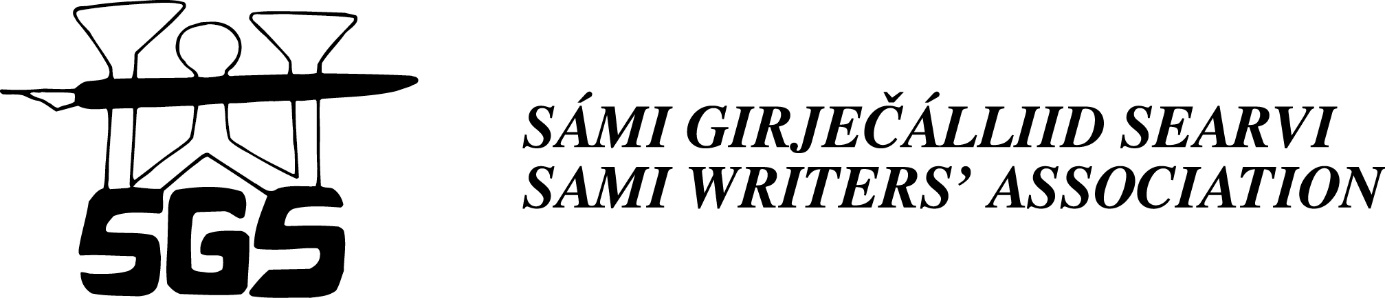 SGS
SÁMI GIRJEČÁLLIID SEARVI
SAMI WRITERS’ ASSOCIATION